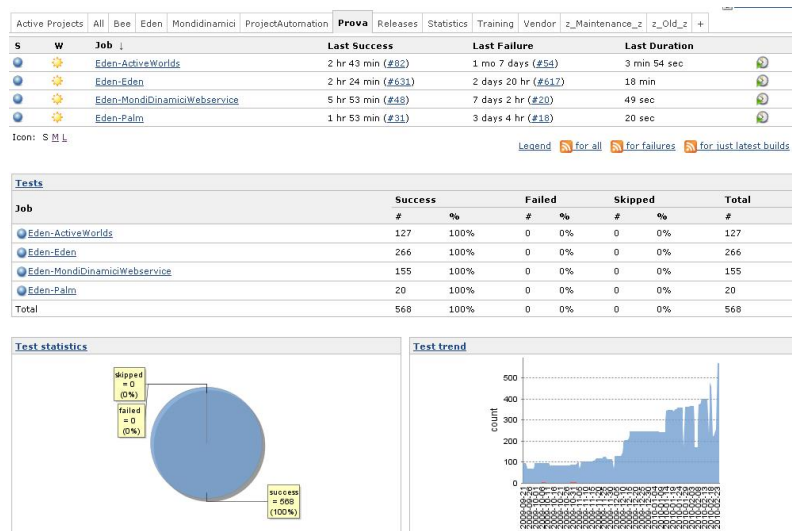 Active Projects All Bee Eden Mondidinamici ProjectAutomation Prova Releases Statistics Training Vendor z_Maintenance_z z_Old_z +
S W Job ↓ Last Success Last Failure Last Duration
Eden-ActiveWorlds 2 hr 43 min (#82) 1 mo 7 days (#54) 3 min 54 sec
Eden-Eden 2 hr 24 min (#631) 2 days 20 hr (#617) 18 min
Eden-MondiDinamiciWebservice 5 hr 53 min (#48) 7 days 2 hr (#20) 49 sec
Eden-Palm 1 hr 53 min (#31) 3 days 4 hr (#18) 20 sec
Icon: S M L
Legend for all for failures for just latest builds
Tests
Job Success Failed Skipped Total
# % # % # % #
Eden-ActiveWorlds 127 100% 0 0% 0 0% 127
Eden-Eden 266 100% 0 0% 0 0% 266
Eden-MondiDinamiciWebservice 155 100% 0 0% 0 0% 155
Eden-Palm 20 100% 0 0% 0 0% 20
Total 568 100% 0 0% 0 0% 568
Test statistics
skipped
= 0
(0%)
failed
= 0
(0%)
success
= 568
(100%)
Test trend
count
500
400
300
200
100
0
2009-09-21
2010-02-23